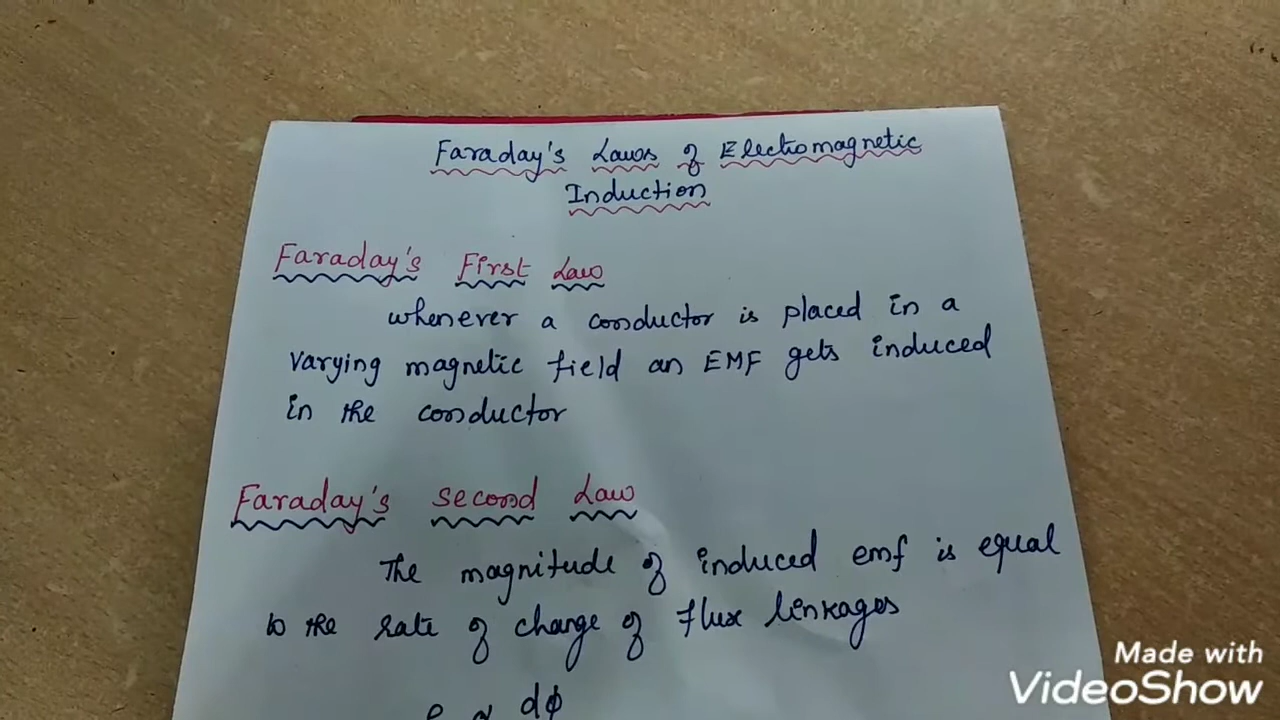 Faraday's Laws of Electromagnetic
Induction
Faraday's First Law
whenever a conductor is placed in a
varying magnetic field an EMF gets induced
in the conductor
Faraday's second Law
The magnitude of induced emf is equal
to the rate of change of flux linkages
e ∝ dϕ
Made with
VideoShow